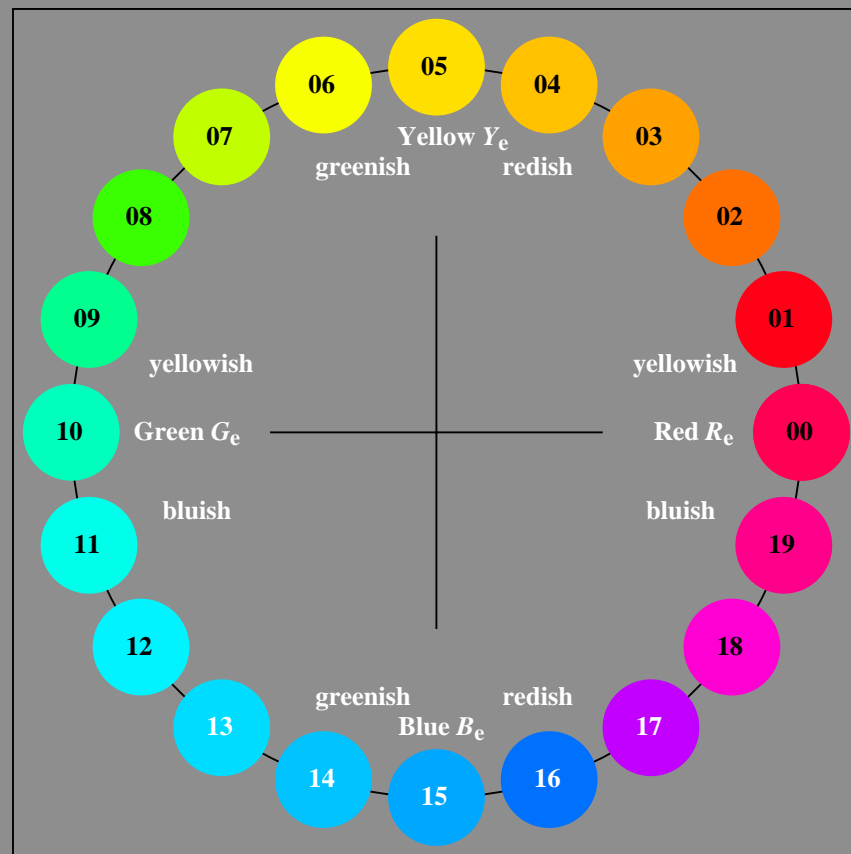 05
06 04
Yellow Ye
07 03
greenish redish
08 02
09 01
yellowish yellowish
10 Green Ge Red Re 00
bluish bluish
11 19
12 18
greenish redish
13 Blue Be 17
14 16
15